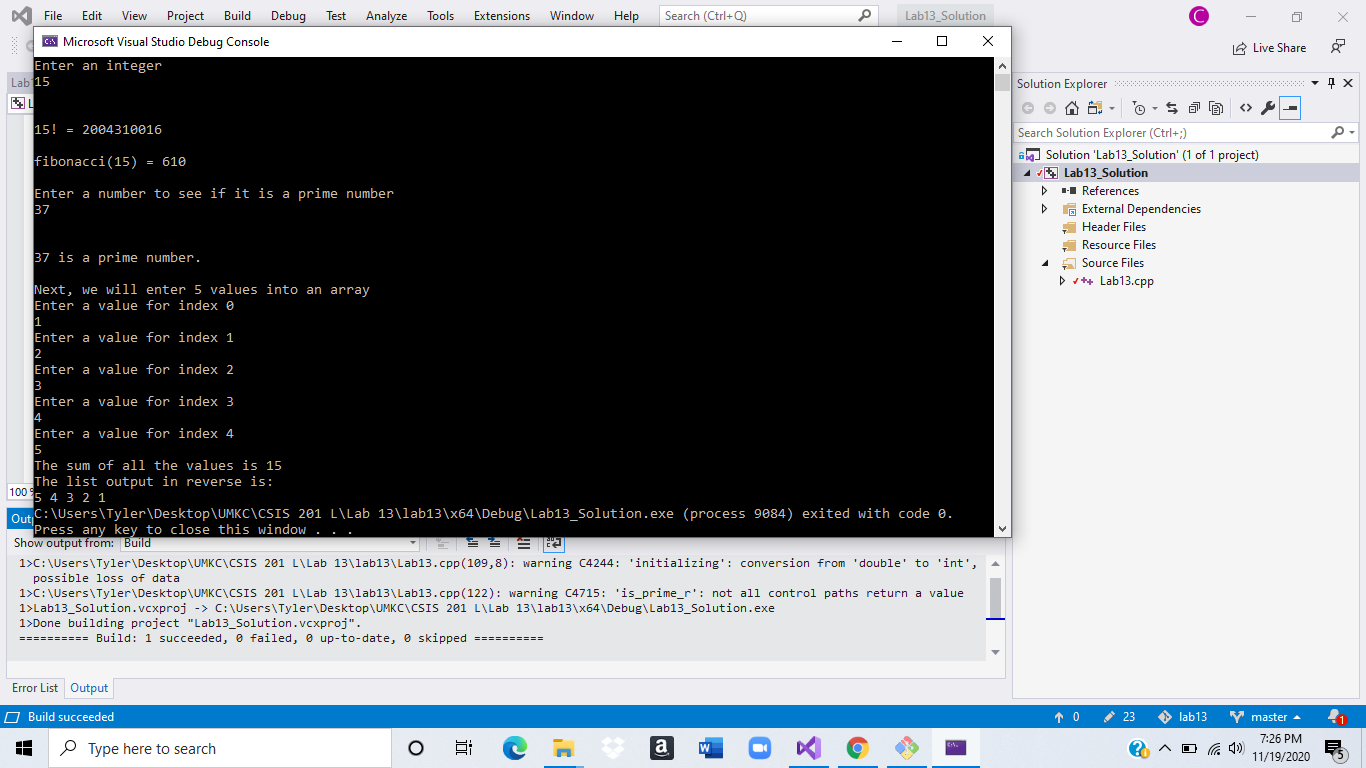 File Edit View Project Build Debug Test Analyze Tools Extensions Window Help Search (Ctrl+Q) Lab13_Solution C
Live Share
Microsoft Visual Studio Debug Console
Enter an integer
15
15! = 2004310016
fibonacci(15) = 610
Enter a number to see if it is a prime number
37
37 is a prime number.
Next, we will enter 5 values into an array
Enter a value for index 0
1
Enter a value for index 1
2
Enter a value for index 2
3
Enter a value for index 3
4
Enter a value for index 4
5
The sum of all the values is 15
The list output in reverse is:
5 4 3 2 1
C:\Users\Tyler\Desktop\UMKC\CSIS 201 L\Lab 13\lab13\x64\Debug\Lab13_Solution.exe (process 9084) exited with code 0.
Press any key to close this window . . .
Solution Explorer
Search Solution Explorer (Ctrl+;)
Solution 'Lab13_Solution' (1 of 1 project)
Lab13_Solution
References
External Dependencies
Header Files
Resource Files
Source Files
Lab13.cpp
100 %
Show output from: Build
1>C:\Users\Tyler\Desktop\UMKC\CSIS 201 L\Lab 13\lab13\Lab13.cpp(109,8): warning C4244: 'initializing': conversion from 'double' to 'int',
possible loss of data
1>C:\Users\Tyler\Desktop\UMKC\CSIS 201 L\Lab 13\lab13\Lab13.cpp(122): warning C4715: 'is_prime_r': not all control paths return a value
1>Lab13_Solution.vcxproj -> C:\Users\Tyler\Desktop\UMKC\CSIS 201 L\Lab 13\lab13\x64\Debug\Lab13_Solution.exe
1>Done building project "Lab13_Solution.vcxproj".
========== Build: 1 succeeded, 0 failed, 0 up-to-date, 0 skipped ==========
Error List Output
Build succeeded 0 23 lab13 master 1
Type here to search
7:26 PM
11/19/2020
5